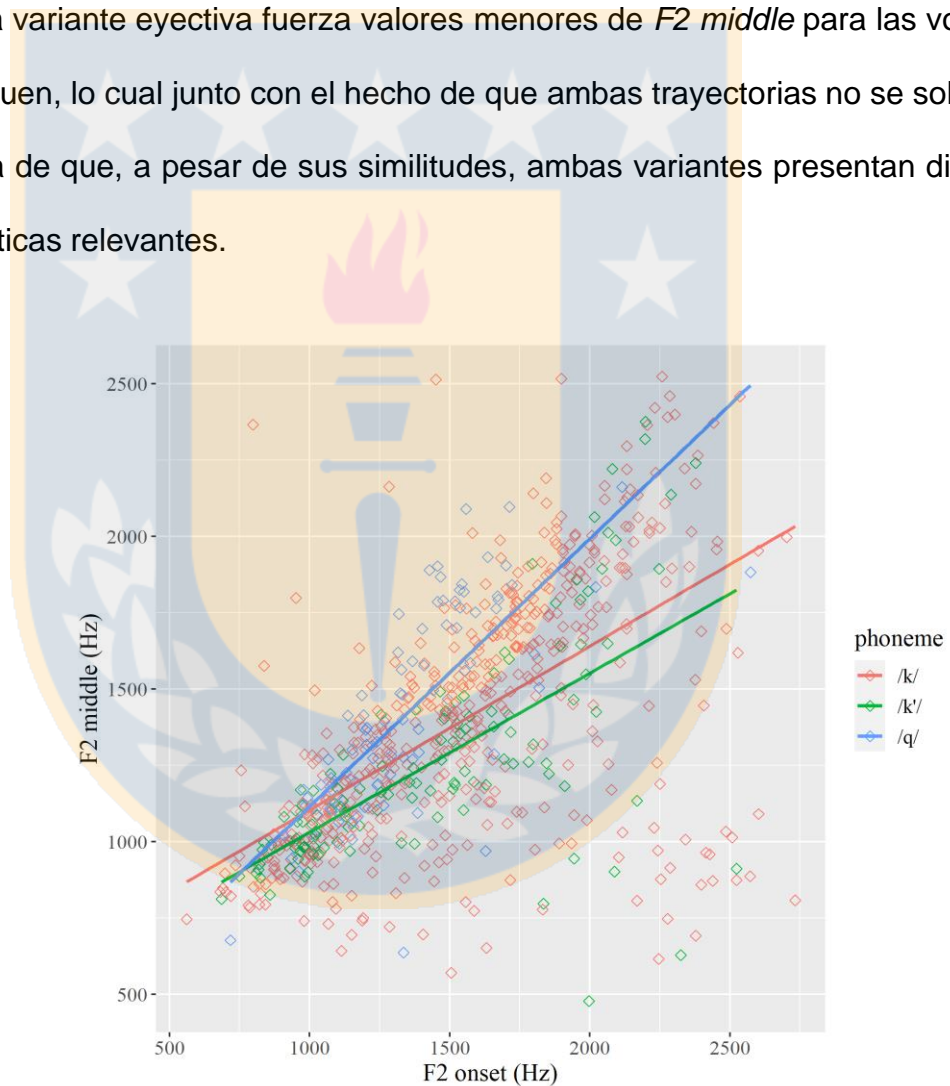 a variante eyectiva fuerza valores menores de F2 middle para las vo
uen, lo cual junto con el hecho de que ambas trayectorias no se sol
a de que, a pesar de sus similitudes, ambas variantes presentan di
ticas relevantes.
2500
2000
1500
1000
500
F2 middle (Hz)
500 1000 1500 2000 2500
F2 onset (Hz)
phoneme
/k/
/k'/
/q/